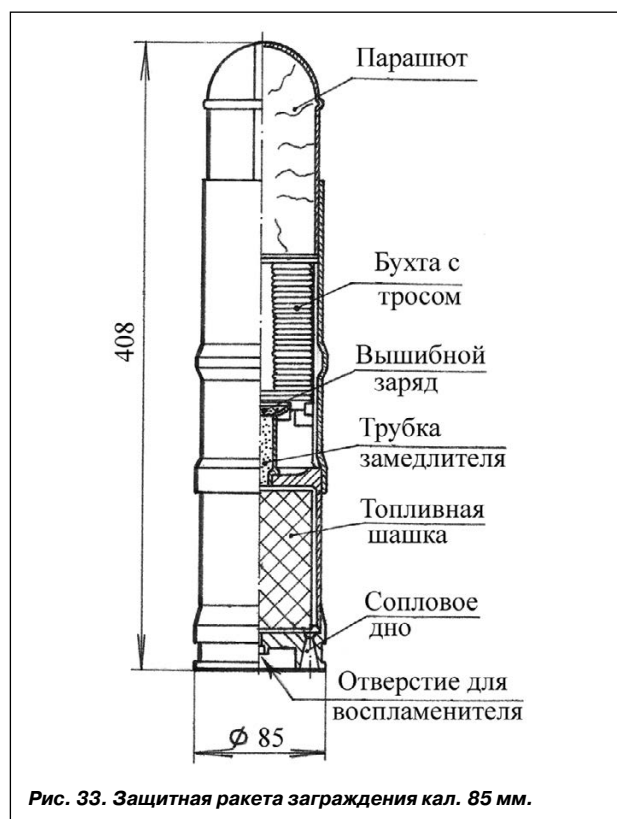 Парашют
Бухта с
тросом
408
Вышибной
заряд
Трубка
замедлителя
Топливная
шашка
Сопловое
дно
Отверстие для
воспламенителя
ϕ 85
Рис. 33. Защитная ракета заграждения кал. 85 мм.